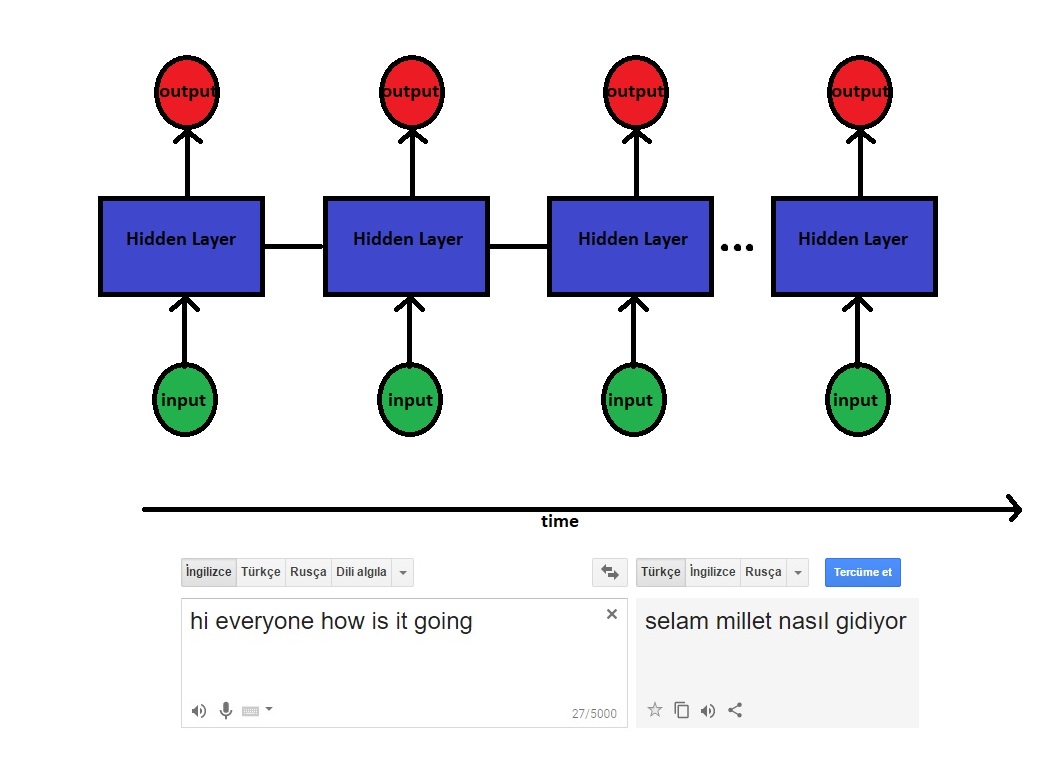 output output output output
Hidden Layer Hidden Layer Hidden Layer ... Hidden Layer
input input input input
time
İngilizce Türkçe Rusça Dili algıla Türkçe İngilizce Rusça Tercüme et
hi everyone how is it going selam millet nasıl gidiyor
27/5000